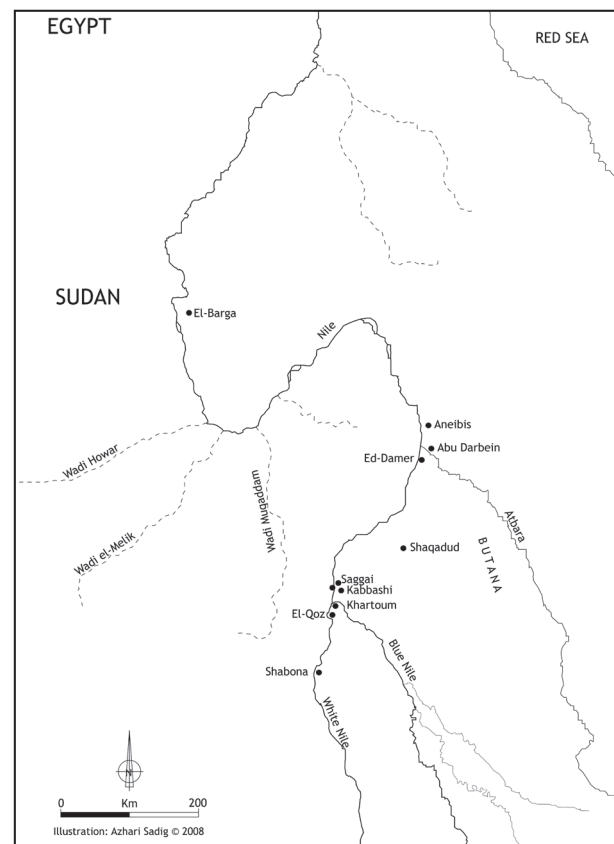 EGYPT
RED SEA
SUDAN
El-Barga
Nile
Aneibis
Abu Darbein
Ed-Damer
Wadi Howar
Wadi Muqaddam
Wadi el-Melik
Atbara
Shaqadud
BUTANA
Saggai
Kabbashi
Khartoum
El-Qoz
Blue Nile
Shabona
White Nile
N
0 Km 200
Illustration: Azhari Sadig © 2008